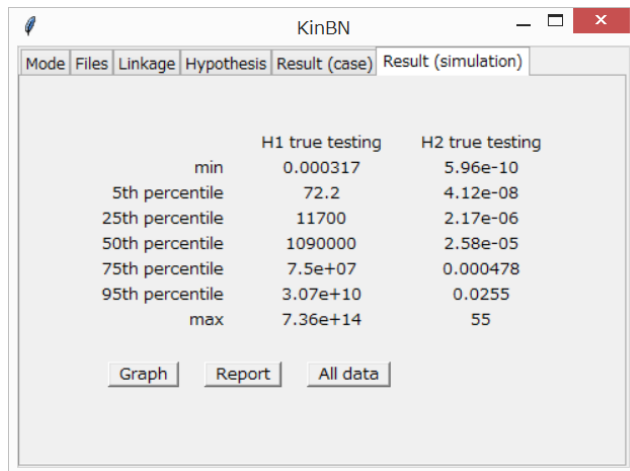 KinBN
Mode Files Linkage Hypothesis Result (case) Result (simulation)
H1 true testing H2 true testing
min 0.000317 5.96e-10
5th percentile 72.2 4.12e-08
25th percentile 11700 2.17e-06
50th percentile 1090000 2.58e-05
75th percentile 7.5e+07 0.000478
95th percentile 3.07e+10 0.0255
max 7.36e+14 55
Graph Report All data